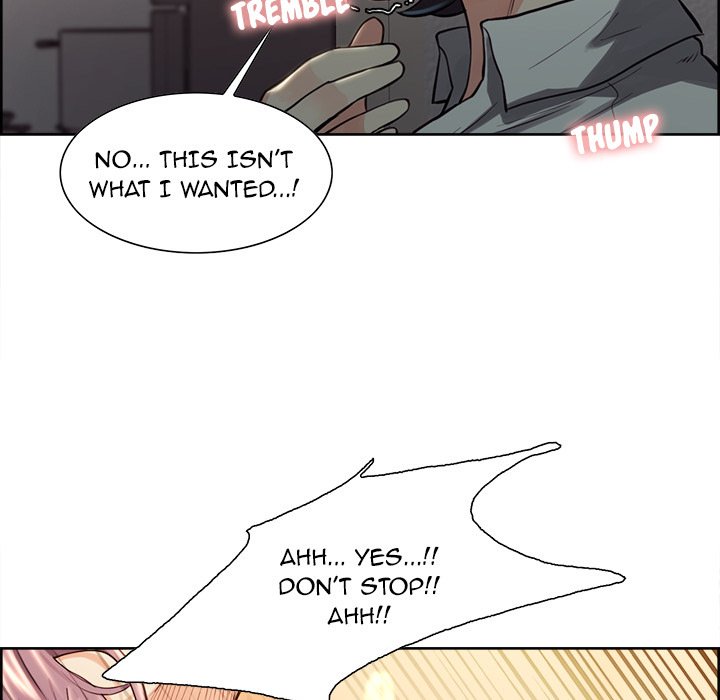 TREMBLE
THUMP
NO... THIS ISN'T
WHAT I WANTED...!
AHH... YES...!!
DON'T STOP!!
AHH!!